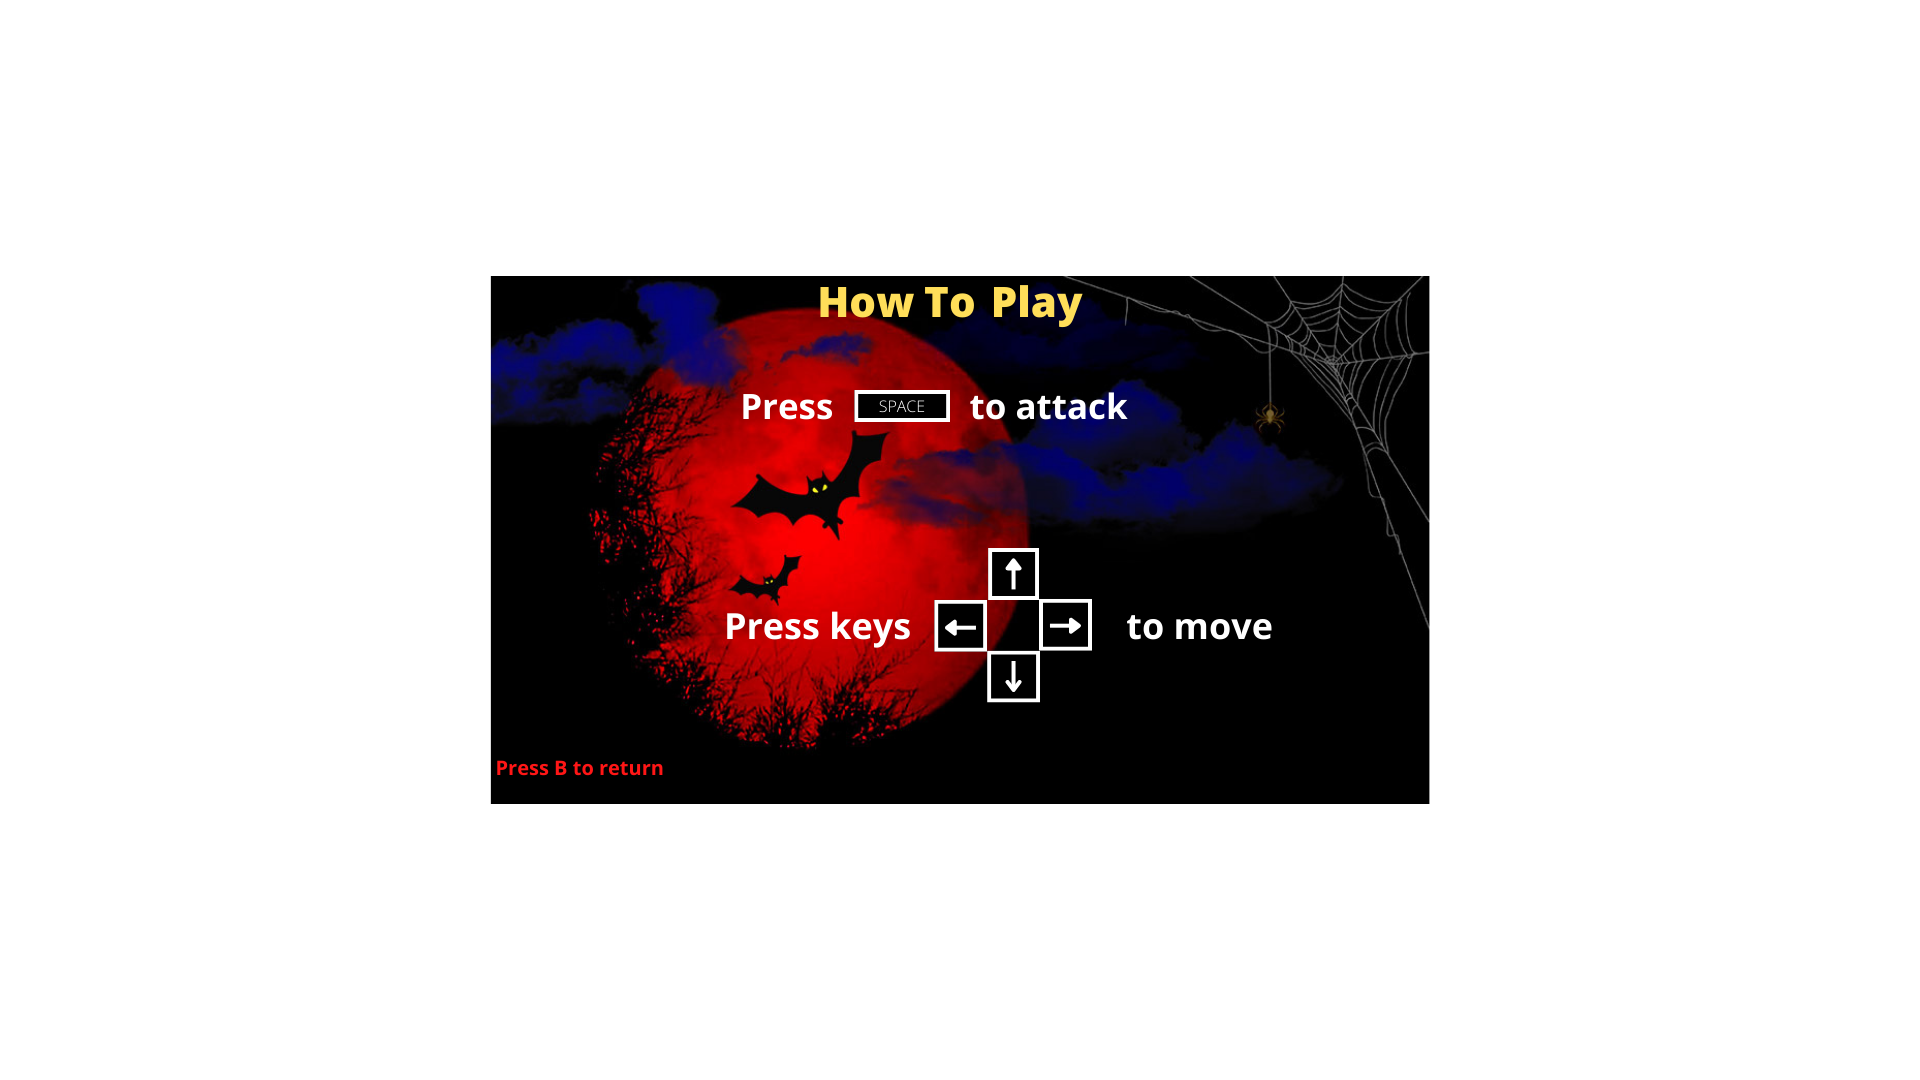 How To Play
Press SPACE to attack
Press keys ↑ ← → ↓ to move
Press B to return